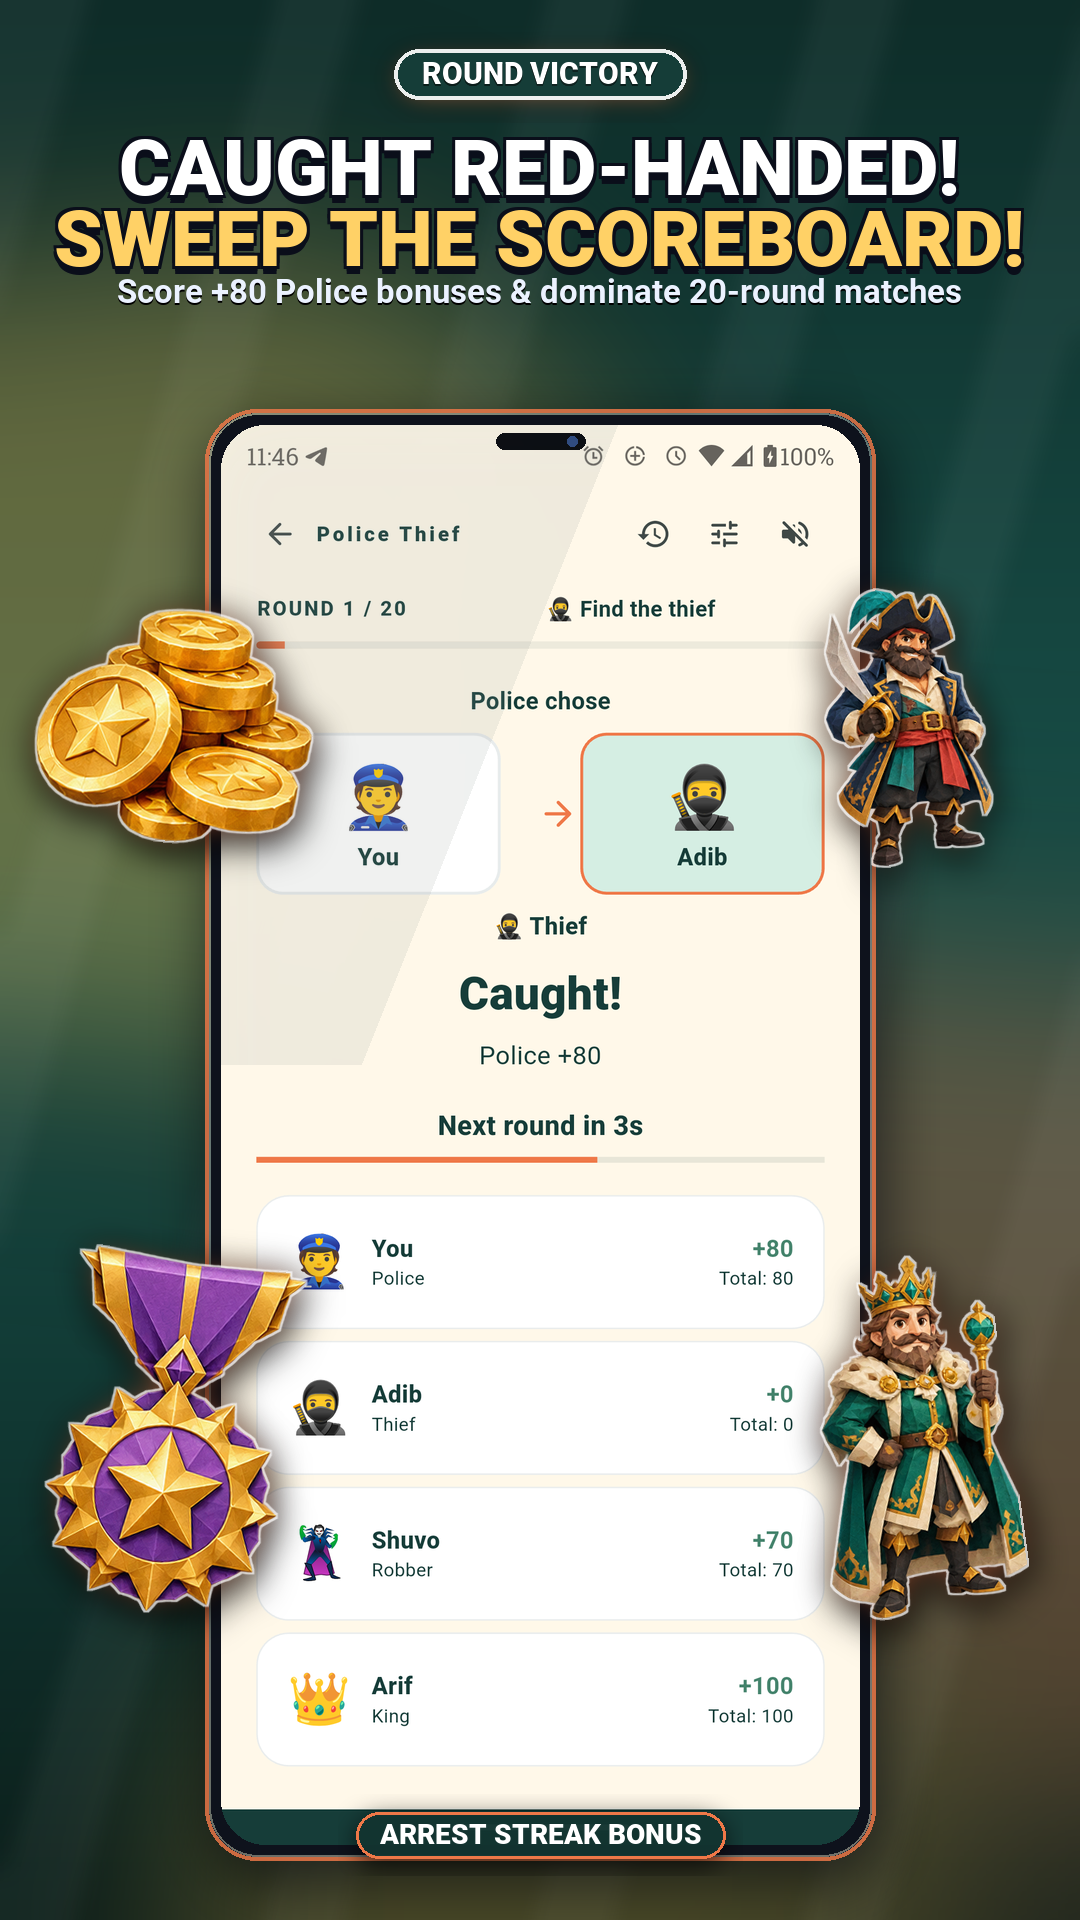 ROUND VICTORY
CAUGHT RED-HANDED!
SWEEP THE SCOREBOARD!
Score +80 Police bonuses & dominate 20-round matches
11:46 100%
Police Thief
ROUND 1 / 20 Find the thief
Police chose
You Adib
Thief
Caught!
Police +80
Next round in 3s
You +80
Police Total: 80
Adib +0
Thief Total: 0
Shuvo +70
Robber Total: 70
Arif +100
King Total: 100
ARREST STREAK BONUS